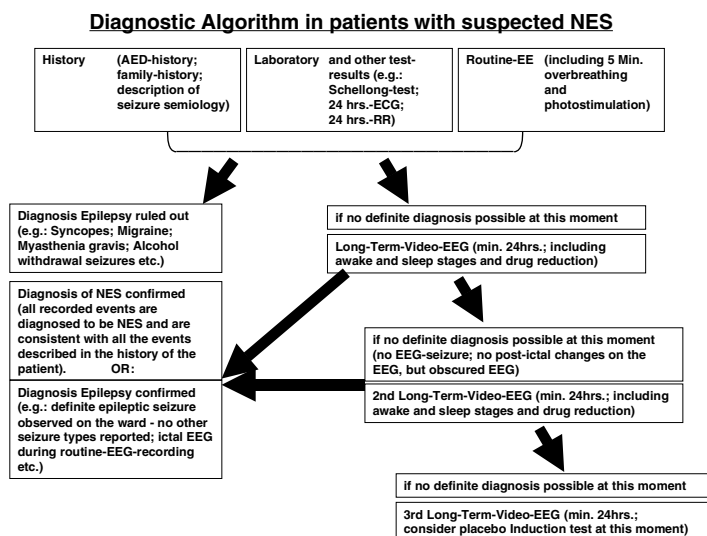 Diagnostic Algorithm in patients with suspected NES
History (AED-history;
family-history;
description of
seizure semiology)
Laboratory and other test-
results (e.g.:
Schellong-test;
24 hrs.-ECG;
24 hrs.-RR)
Routine-EE (including 5 Min.
overbreathing
and
photostimulation)
Diagnosis Epilepsy ruled out
(e.g.: Syncopes; Migraine;
Myasthenia gravis; Alcohol
withdrawal seizures etc.)
if no definite diagnosis possible at this moment
Long-Term-Video-EEG (min. 24hrs.; including
awake and sleep stages and drug reduction)
Diagnosis of NES confirmed
(all recorded events are
diagnosed to be NES and are
consistent with all the events
described in the history of the
patient). OR:
if no definite diagnosis possible at this moment
(no EEG-seizure; no post-ictal changes on the
EEG, but obscured EEG)
Diagnosis Epilepsy confirmed
(e.g.: definite epileptic seizure
observed on the ward - no other
seizure types reported; ictal EEG
during routine-EEG-recording
etc.)
2nd Long-Term-Video-EEG (min. 24hrs.; including
awake and sleep stages and drug reduction)
if no definite diagnosis possible at this moment
3rd Long-Term-Video-EEG (min. 24hrs.;
consider placebo Induction test at this moment)